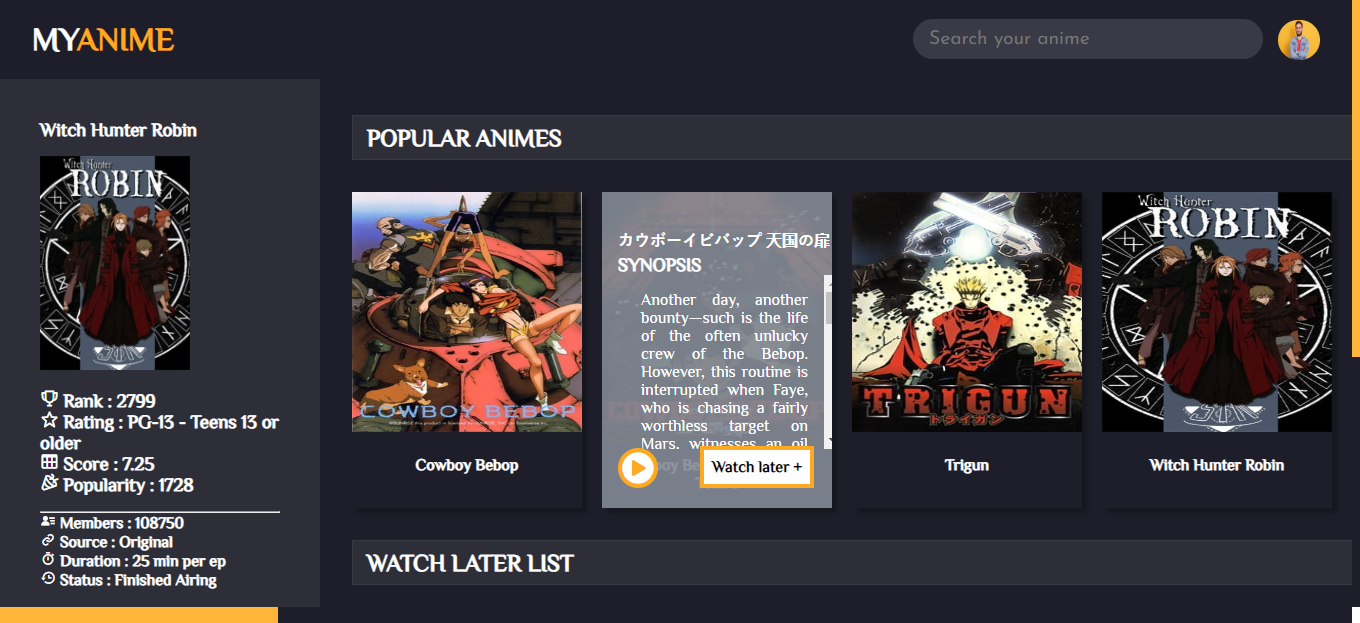 MYANIME
Search your anime
Witch Hunter Robin
Witch Hunter
ROBIN
Rank : 2799
Rating : PG-13 - Teens 13 or
older
Score : 7.25
Popularity : 1728
Members : 108750
Source : Original
Duration : 25 min per ep
Status : Finished Airing
POPULAR ANIMES
COWBOY BEBOP
Cowboy Bebop
カウボーイビバップ 天国の扉
SYNOPSIS
Another day, another
bounty—such is the life
of the often unlucky
crew of the Bebop.
However, this routine is
interrupted when Faye,
who is chasing a fairly
worthless target on
Mars, witnesses an oil
Watch later +
TRIGUN
トライガン
Trigun
Witch Hunter
ROBIN
Witch Hunter Robin
WATCH LATER LIST